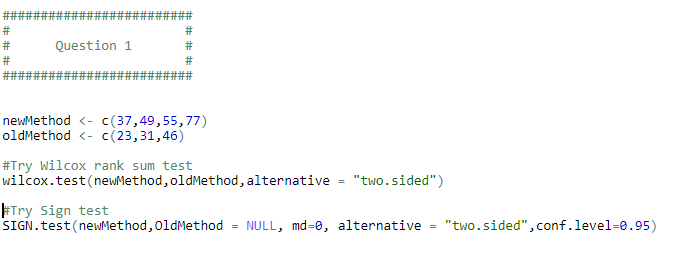 #########################
#                       #
#      Question 1       #
#                       #
#########################
newMethod <- c(37,49,55,77)
oldMethod <- c(23,31,46)
#Try Wilcox rank sum test
wilcox.test(newMethod,oldMethod,alternative = "two.sided")
#Try Sign test
SIGN.test(newMethod,OldMethod = NULL, md=0, alternative = "two.sided",conf.level=0.95)